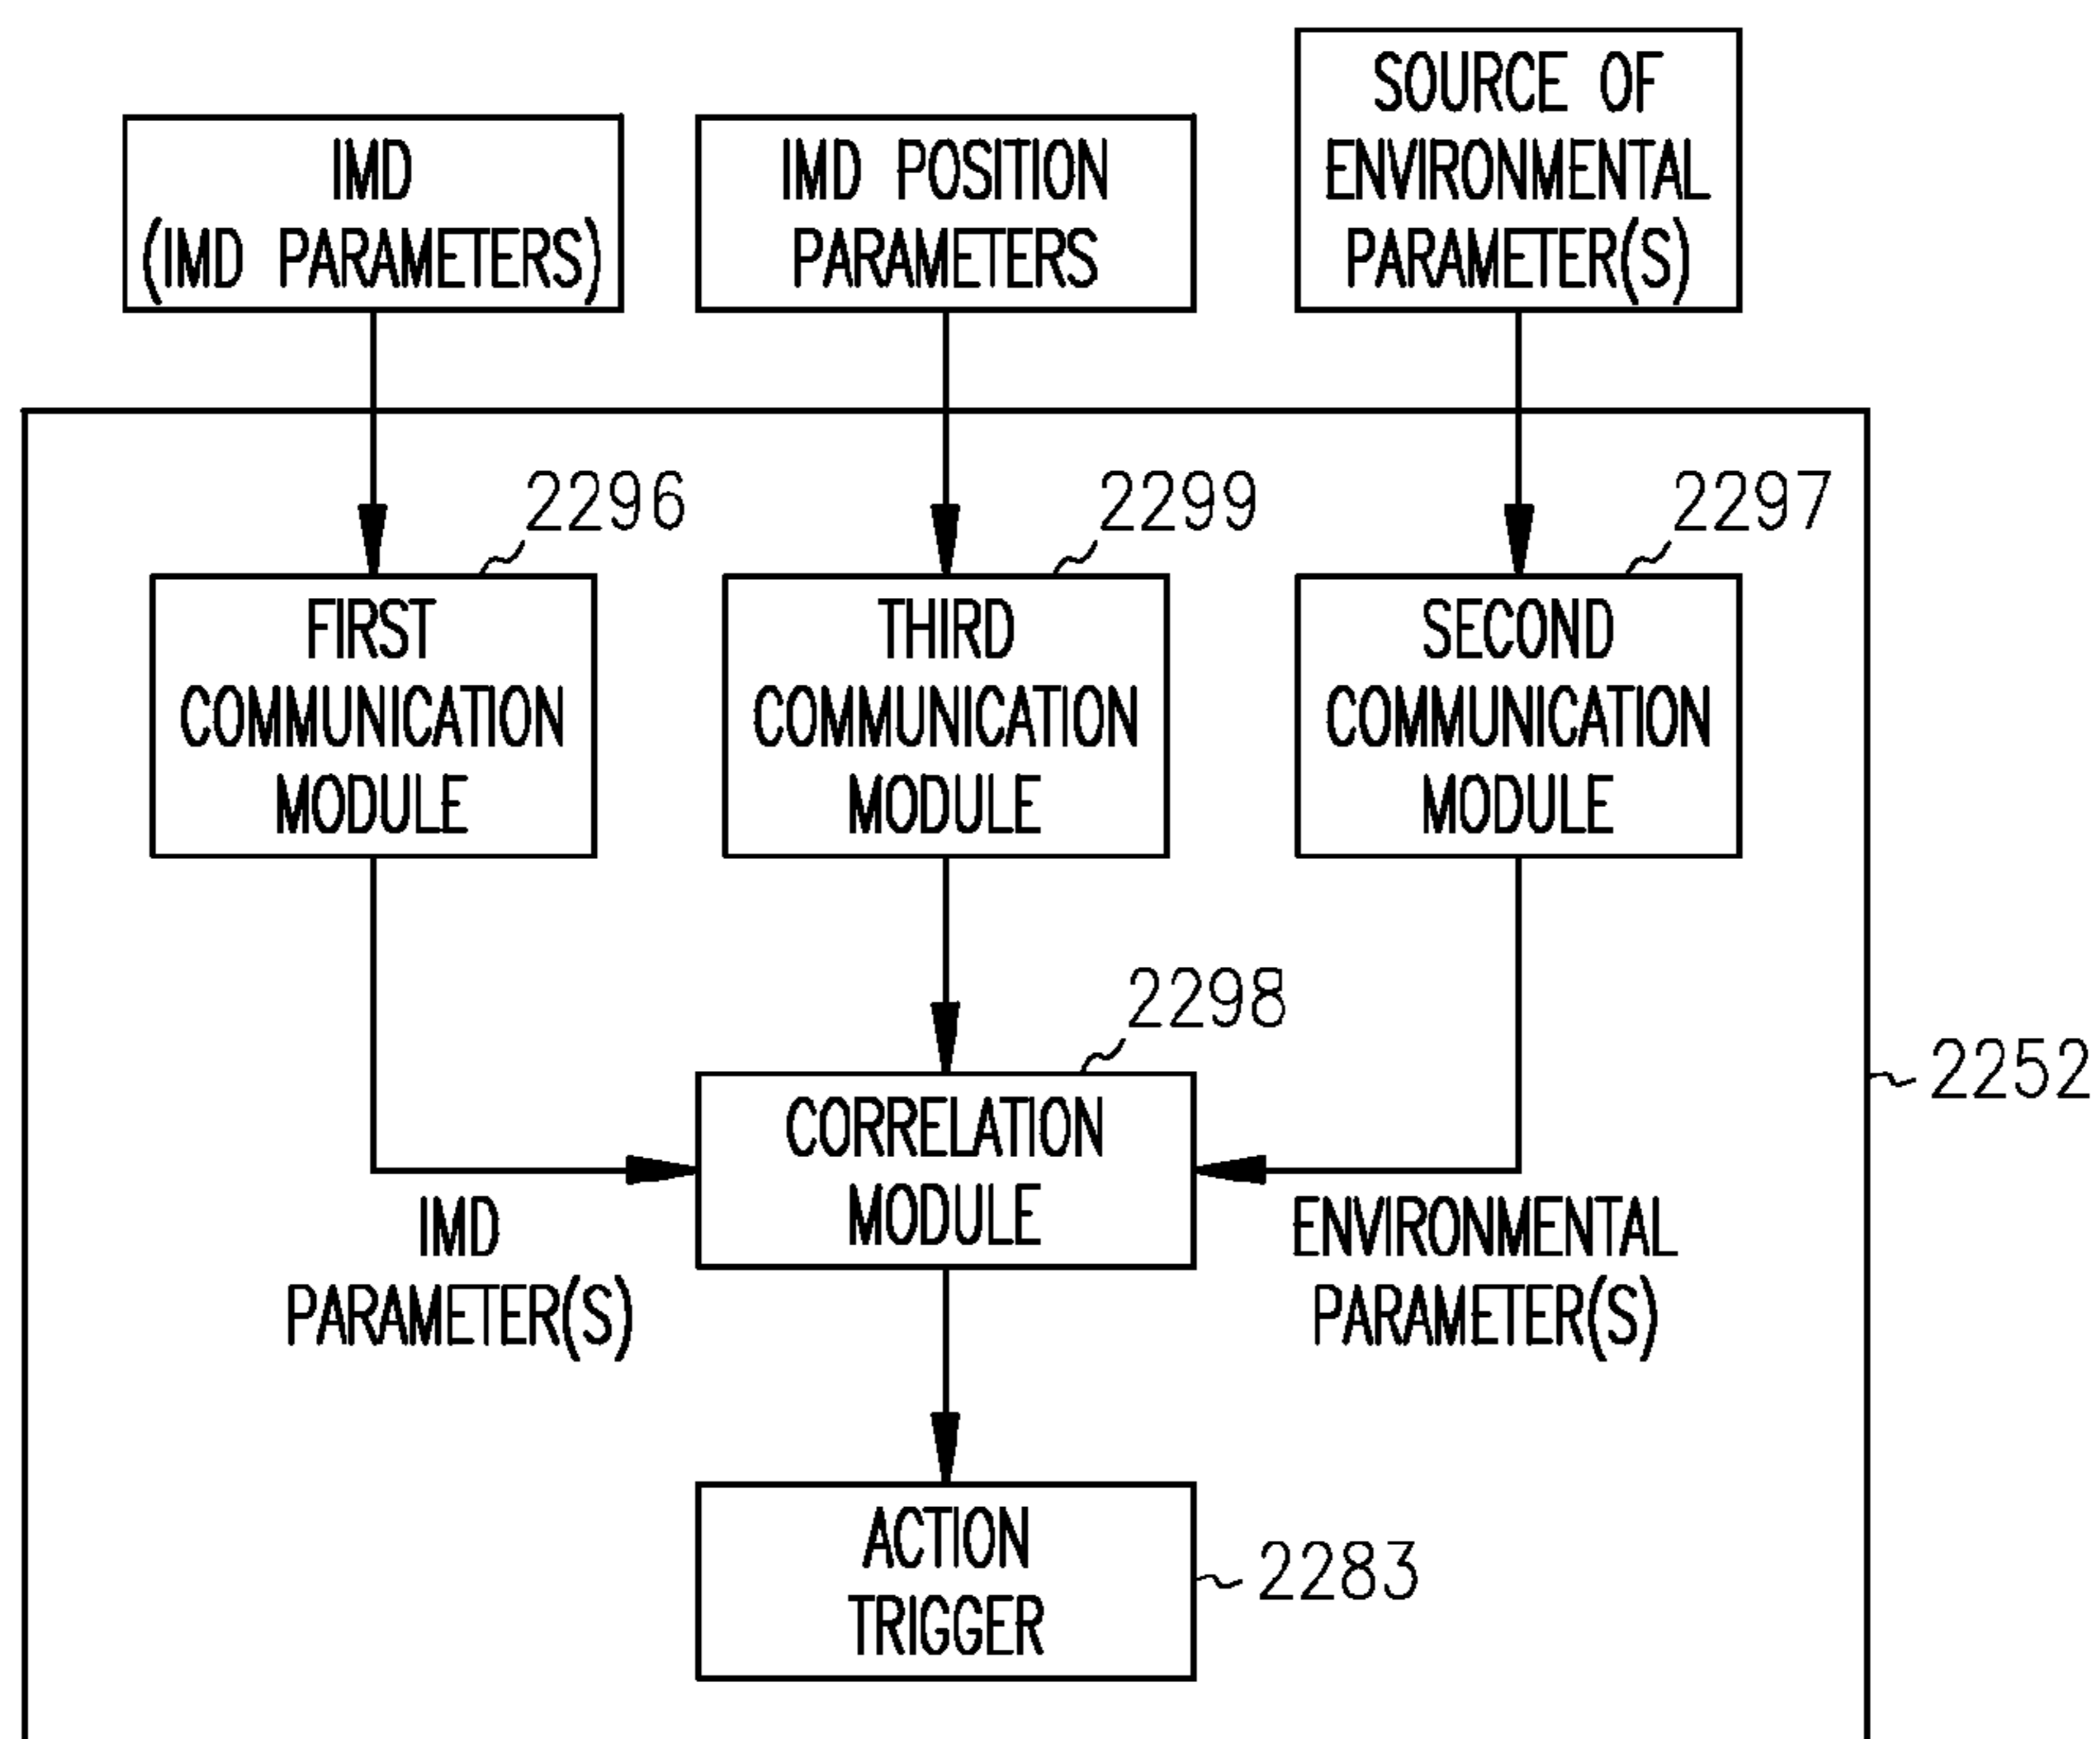 IMD
(IMD PARAMETERS)
IMD POSITION
PARAMETERS
SOURCE OF
ENVIRONMENTAL
PARAMETER(S)
2296
2299
2297
FIRST
COMMUNICATION
MODULE
THIRD
COMMUNICATION
MODULE
SECOND
COMMUNICATION
MODULE
2298
2252
CORRELATION
MODULE
IMD
PARAMETER(S)
ENVIRONMENTAL
PARAMETER(S)
ACTION
TRIGGER
2283